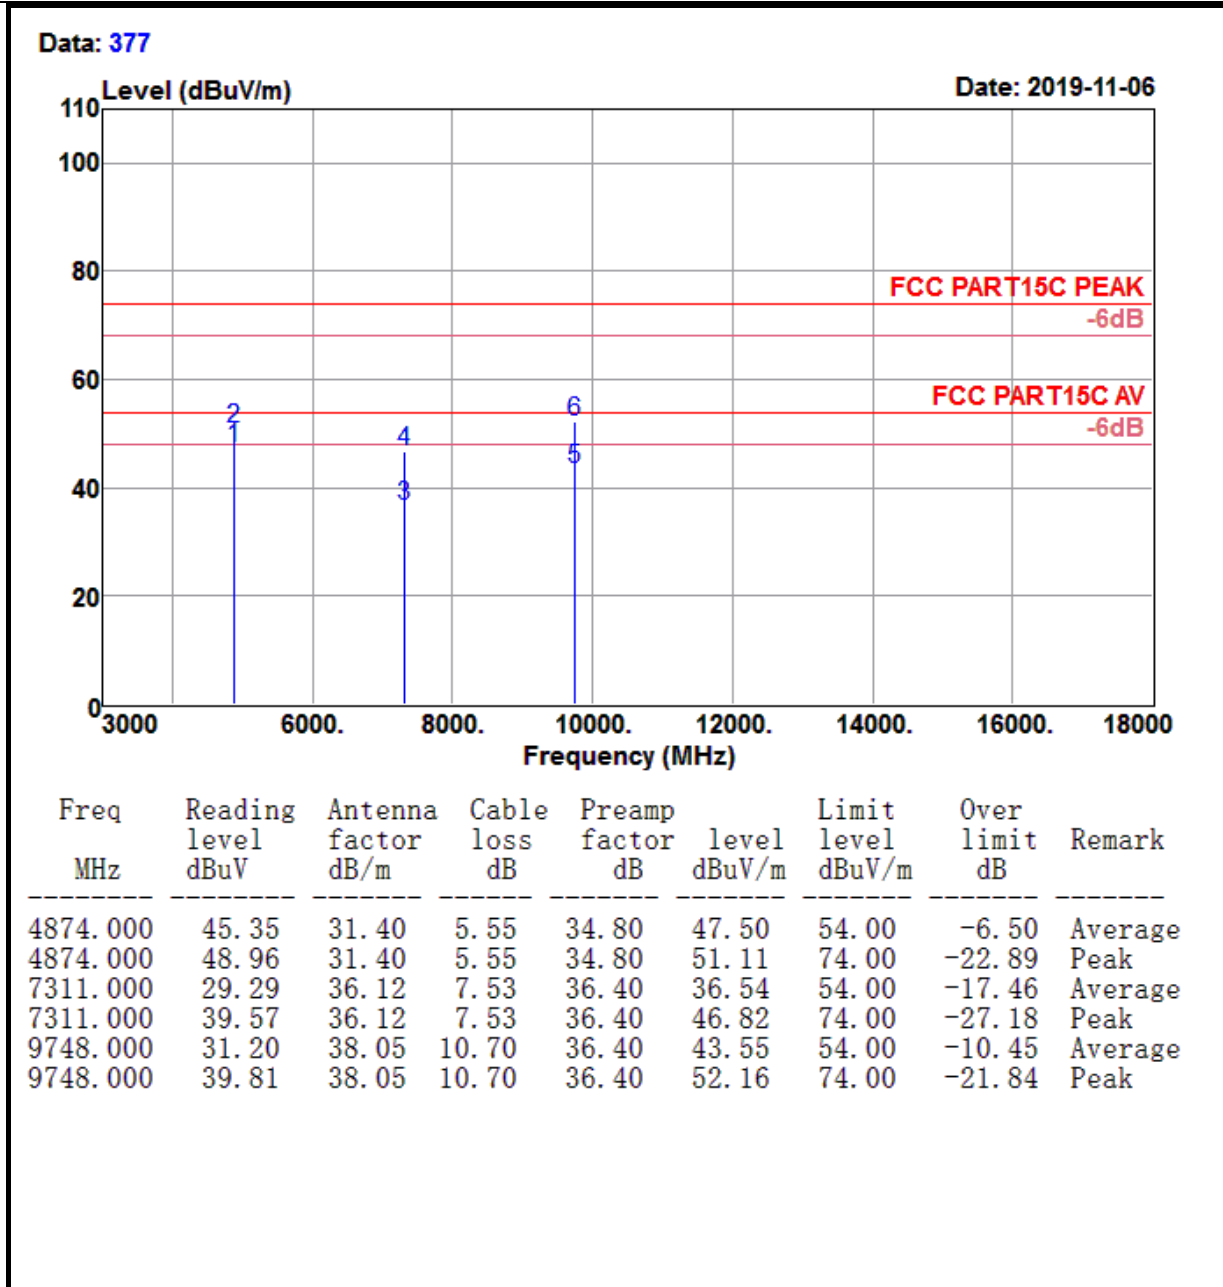 Data: 377
Level (dBuV/m) Date: 2019-11-06
110
100
80
FCC PART15C PEAK
-6dB
60
FCC PART15C AV
-6dB
2
1
4
6
5
3
40
20
0
3000 6000. 8000. 10000. 12000. 14000. 16000. 18000
Frequency (MHz)
Freq Reading Antenna Cable Preamp Limit Over
level factor loss factor level level limit Remark
MHz dBuV dB/m dB dB dBuV/m dBuV/m dB
-------- -------- ------- ------ ------- ------- ------- ------- -------
4874.000 45.35 31.40 5.55 34.80 47.50 54.00 -6.50 Average
4874.000 48.96 31.40 5.55 34.80 51.11 74.00 -22.89 Peak
7311.000 29.29 36.12 7.53 36.40 36.54 54.00 -17.46 Average
7311.000 39.57 36.12 7.53 36.40 46.82 74.00 -27.18 Peak
9748.000 31.20 38.05 10.70 36.40 43.55 54.00 -10.45 Average
9748.000 39.81 38.05 10.70 36.40 52.16 74.00 -21.84 Peak